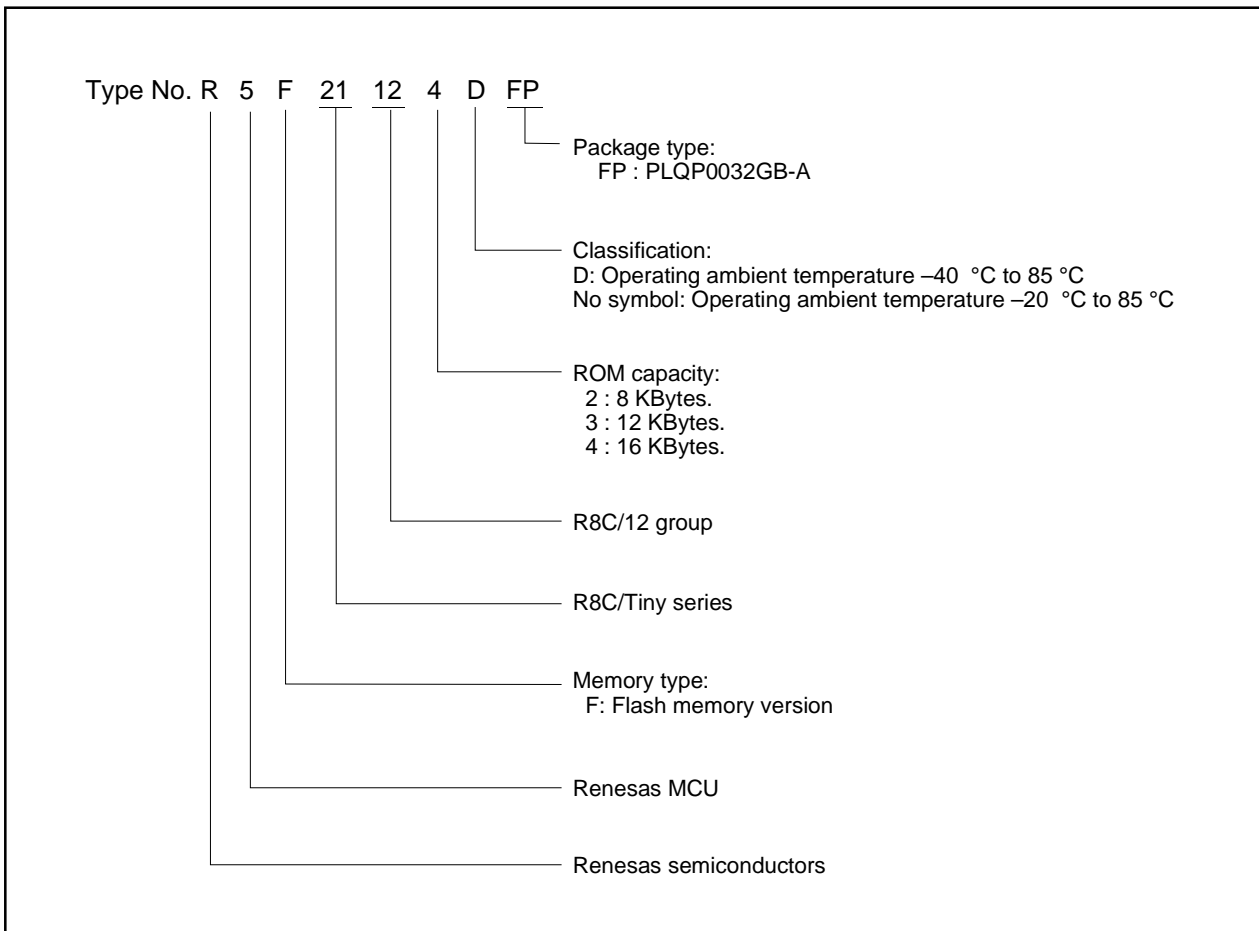 Type No. R 5 F 21 12 4 D FP
Package type:
FP : PLQP0032GB-A
Classification:
D: Operating ambient temperature –40 °C to 85 °C
No symbol: Operating ambient temperature –20 °C to 85 °C
ROM capacity:
2 : 8 KBytes.
3 : 12 KBytes.
4 : 16 KBytes.
R8C/12 group
R8C/Tiny series
Memory type:
F: Flash memory version
Renesas MCU
Renesas semiconductors